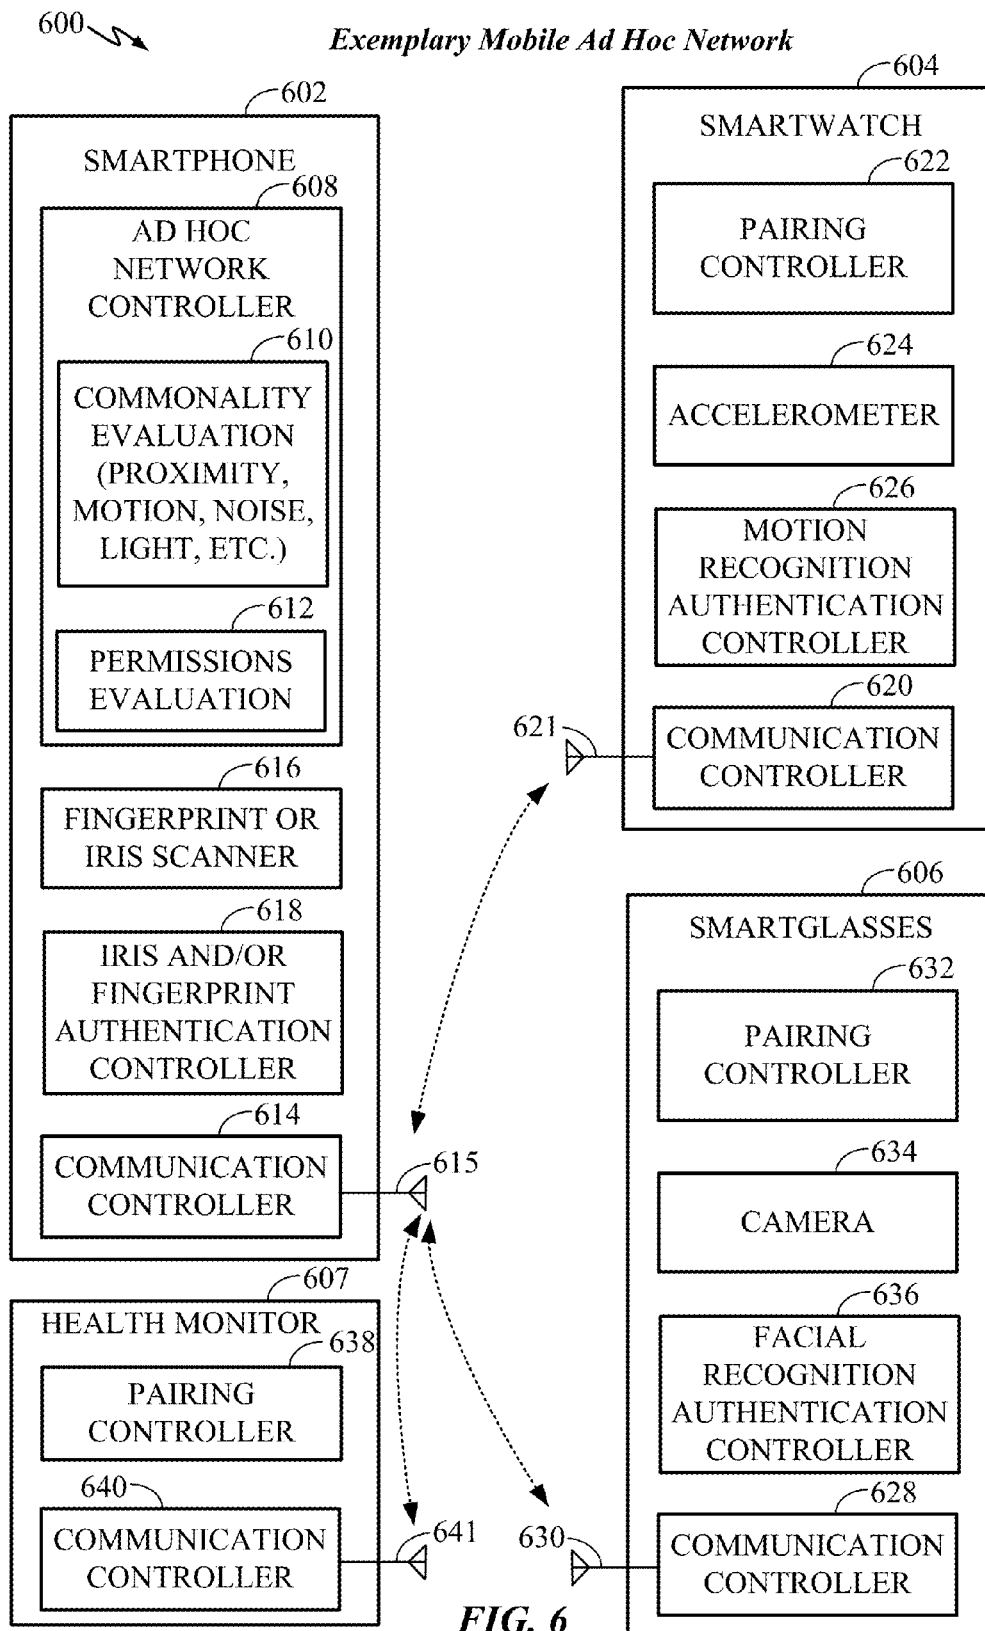 600
Exemplary Mobile Ad Hoc Network
602
SMARTPHONE
608
AD HOC
NETWORK
CONTROLLER
610
COMMONALITY
EVALUATION
(PROXIMITY,
MOTION, NOISE,
LIGHT, ETC.)
612
PERMISSIONS
EVALUATION
616
FINGERPRINT OR
IRIS SCANNER
618
IRIS AND/OR
FINGERPRINT
AUTHENTICATION
CONTROLLER
614
COMMUNICATION
CONTROLLER
615
607
HEALTH MONITOR
638
PAIRING
CONTROLLER
640
COMMUNICATION
CONTROLLER
641
604
SMARTWATCH
622
PAIRING
CONTROLLER
624
ACCELEROMETER
626
MOTION
RECOGNITION
AUTHENTICATION
CONTROLLER
620
COMMUNICATION
CONTROLLER
621
606
SMARTGLASSES
632
PAIRING
CONTROLLER
634
CAMERA
636
FACIAL
RECOGNITION
AUTHENTICATION
CONTROLLER
628
COMMUNICATION
CONTROLLER
630
FIG. 6